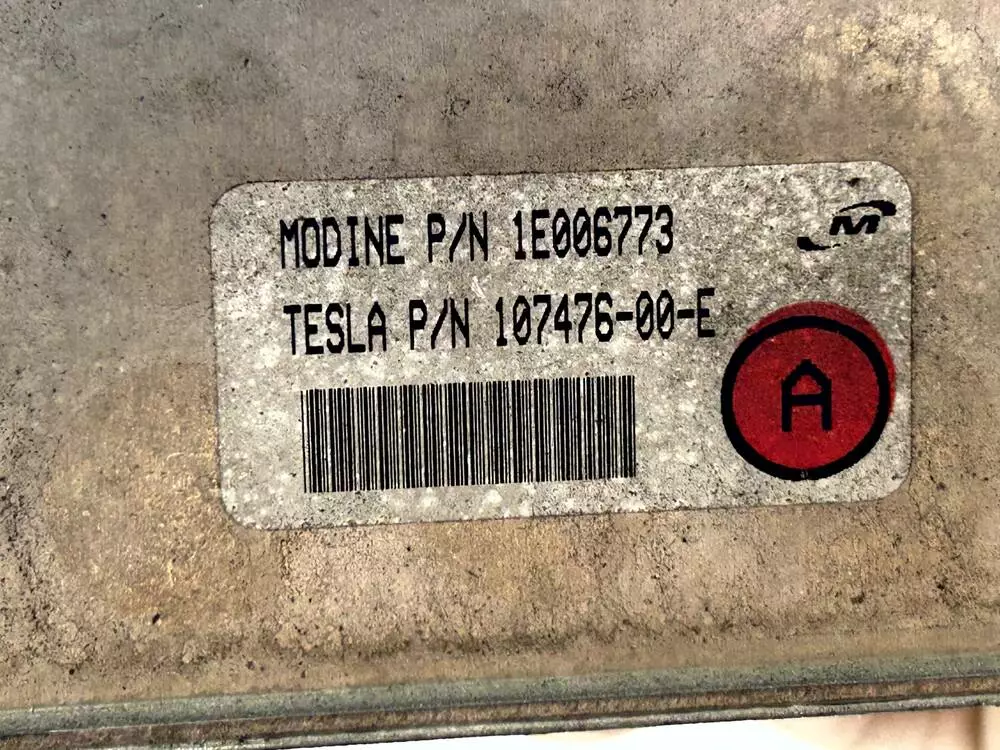 MODINE P/N 1E006773
TESLA P/N 107476-00-E
A
M